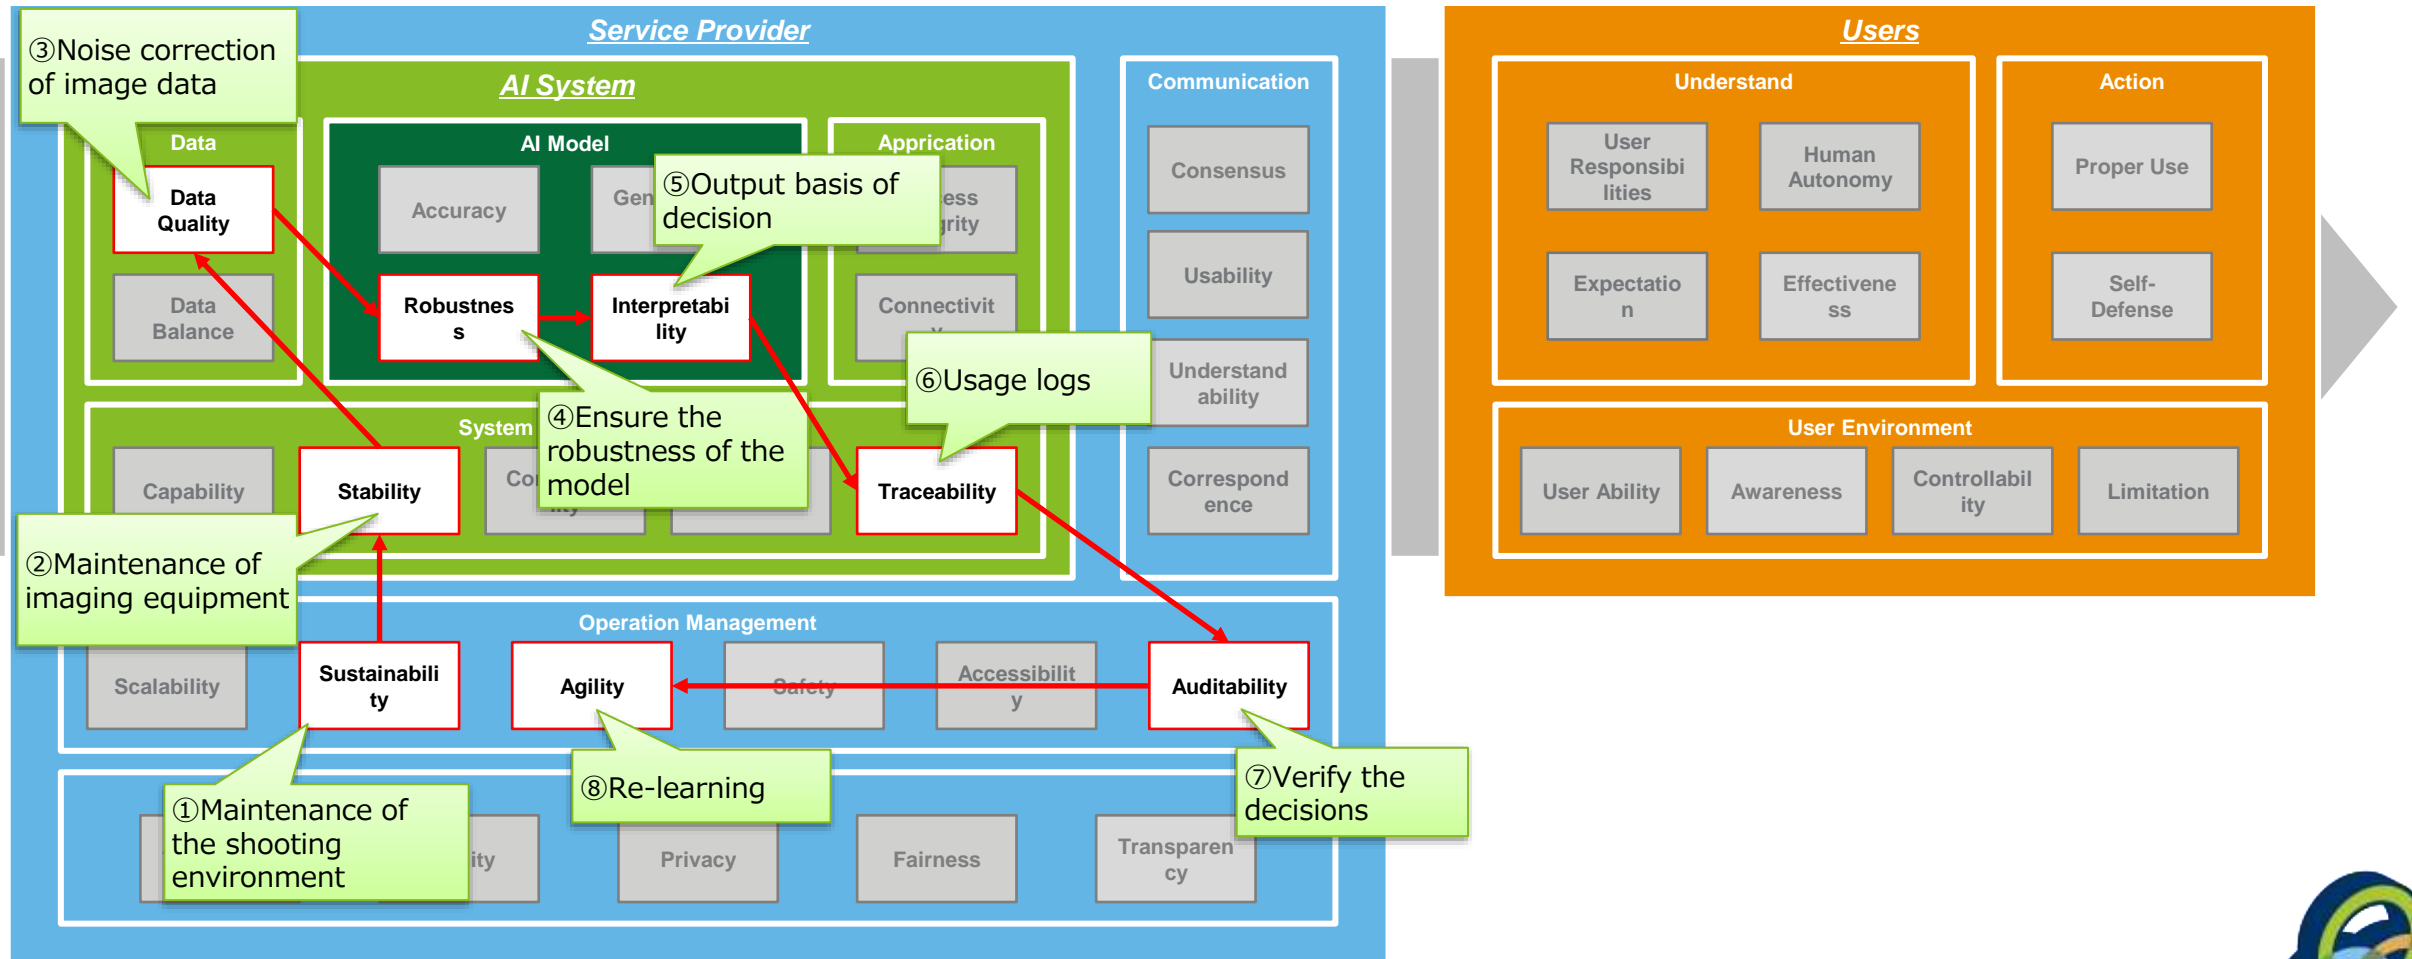 Service Provider
③Noise correction
of image data
AI System
Data
Data
Quality
Data
Balance
AI Model
Accuracy
Gen
⑤Output basis of
decision
Robustnes
s
Interpretabi
lity
Apprication
cess
grity
Connectivit
y
⑥Usage logs
④Ensure the
robustness of the
model
System
Capability
Stability
Traceability
②Maintenance of
imaging equipment
Communication
Consensus
Usability
Understand
ability
Correspond
ence
Operation Management
Scalability
Sustainabili
ty
Agility
Safety
Accessibilit
y
Auditability
①Maintenance of
the shooting
environment
⑧Re-learning
⑦Verify the
decisions
ity
Privacy
Fairness
Transparen
cy
Users
Understand
User
Responsibi
lities
Human
Autonomy
Expectatio
n
Effectivene
ss
Action
Proper Use
Self-
Defense
User Environment
User Ability
Awareness
Controllabil
ity
Limitation